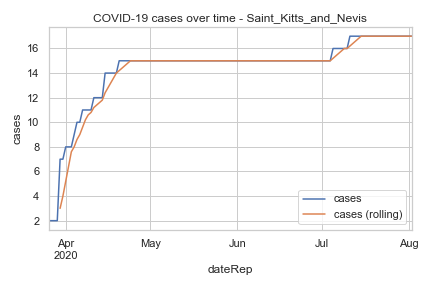 COVID-19 cases over time - Saint_Kitts_and_Nevis
cases
16
14
12
10
8
6
4
2
cases
cases (rolling)
Apr
2020
May
Jun
Jul
Aug
dateRep